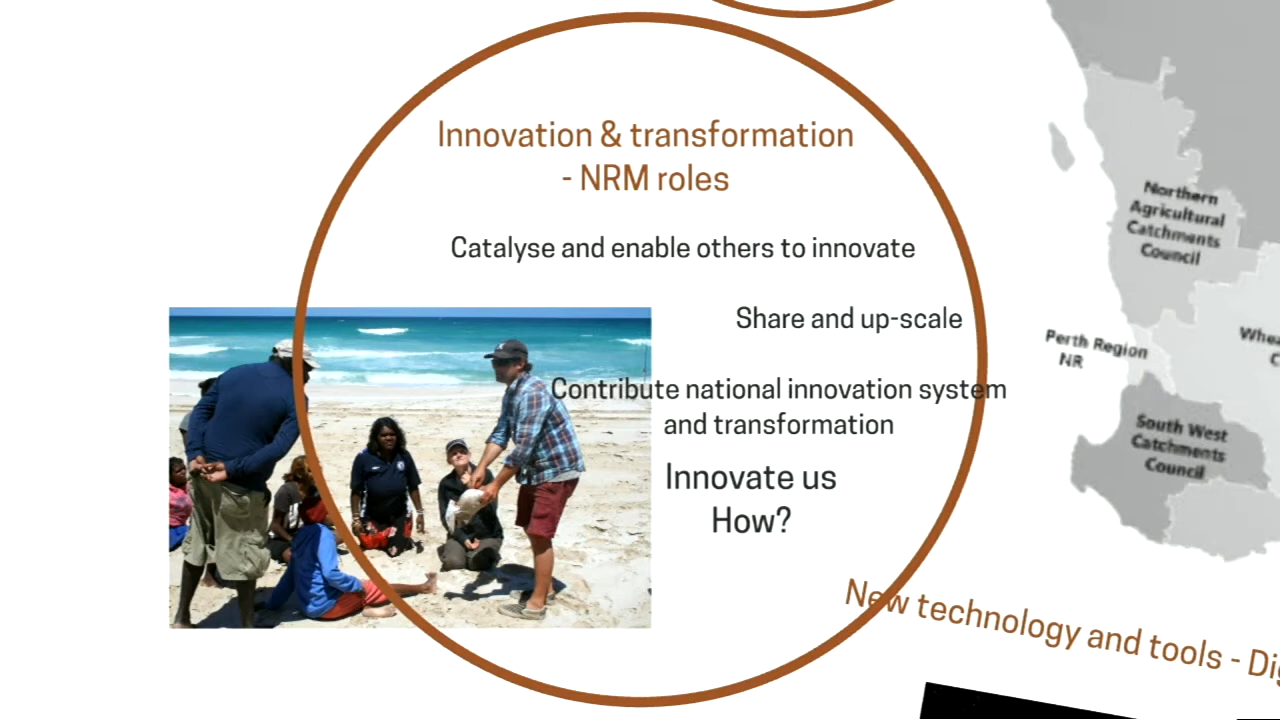 Innovation & transformation
- NRM roles
Catalyse and enable others to innovate
Share and up-scale
Contribute national innovation system
and transformation
Innovate us
How?
New technology and tools -
Northern
Agricultural
Catchments
Council
Perth Region
NR
South West
Catchments
Council